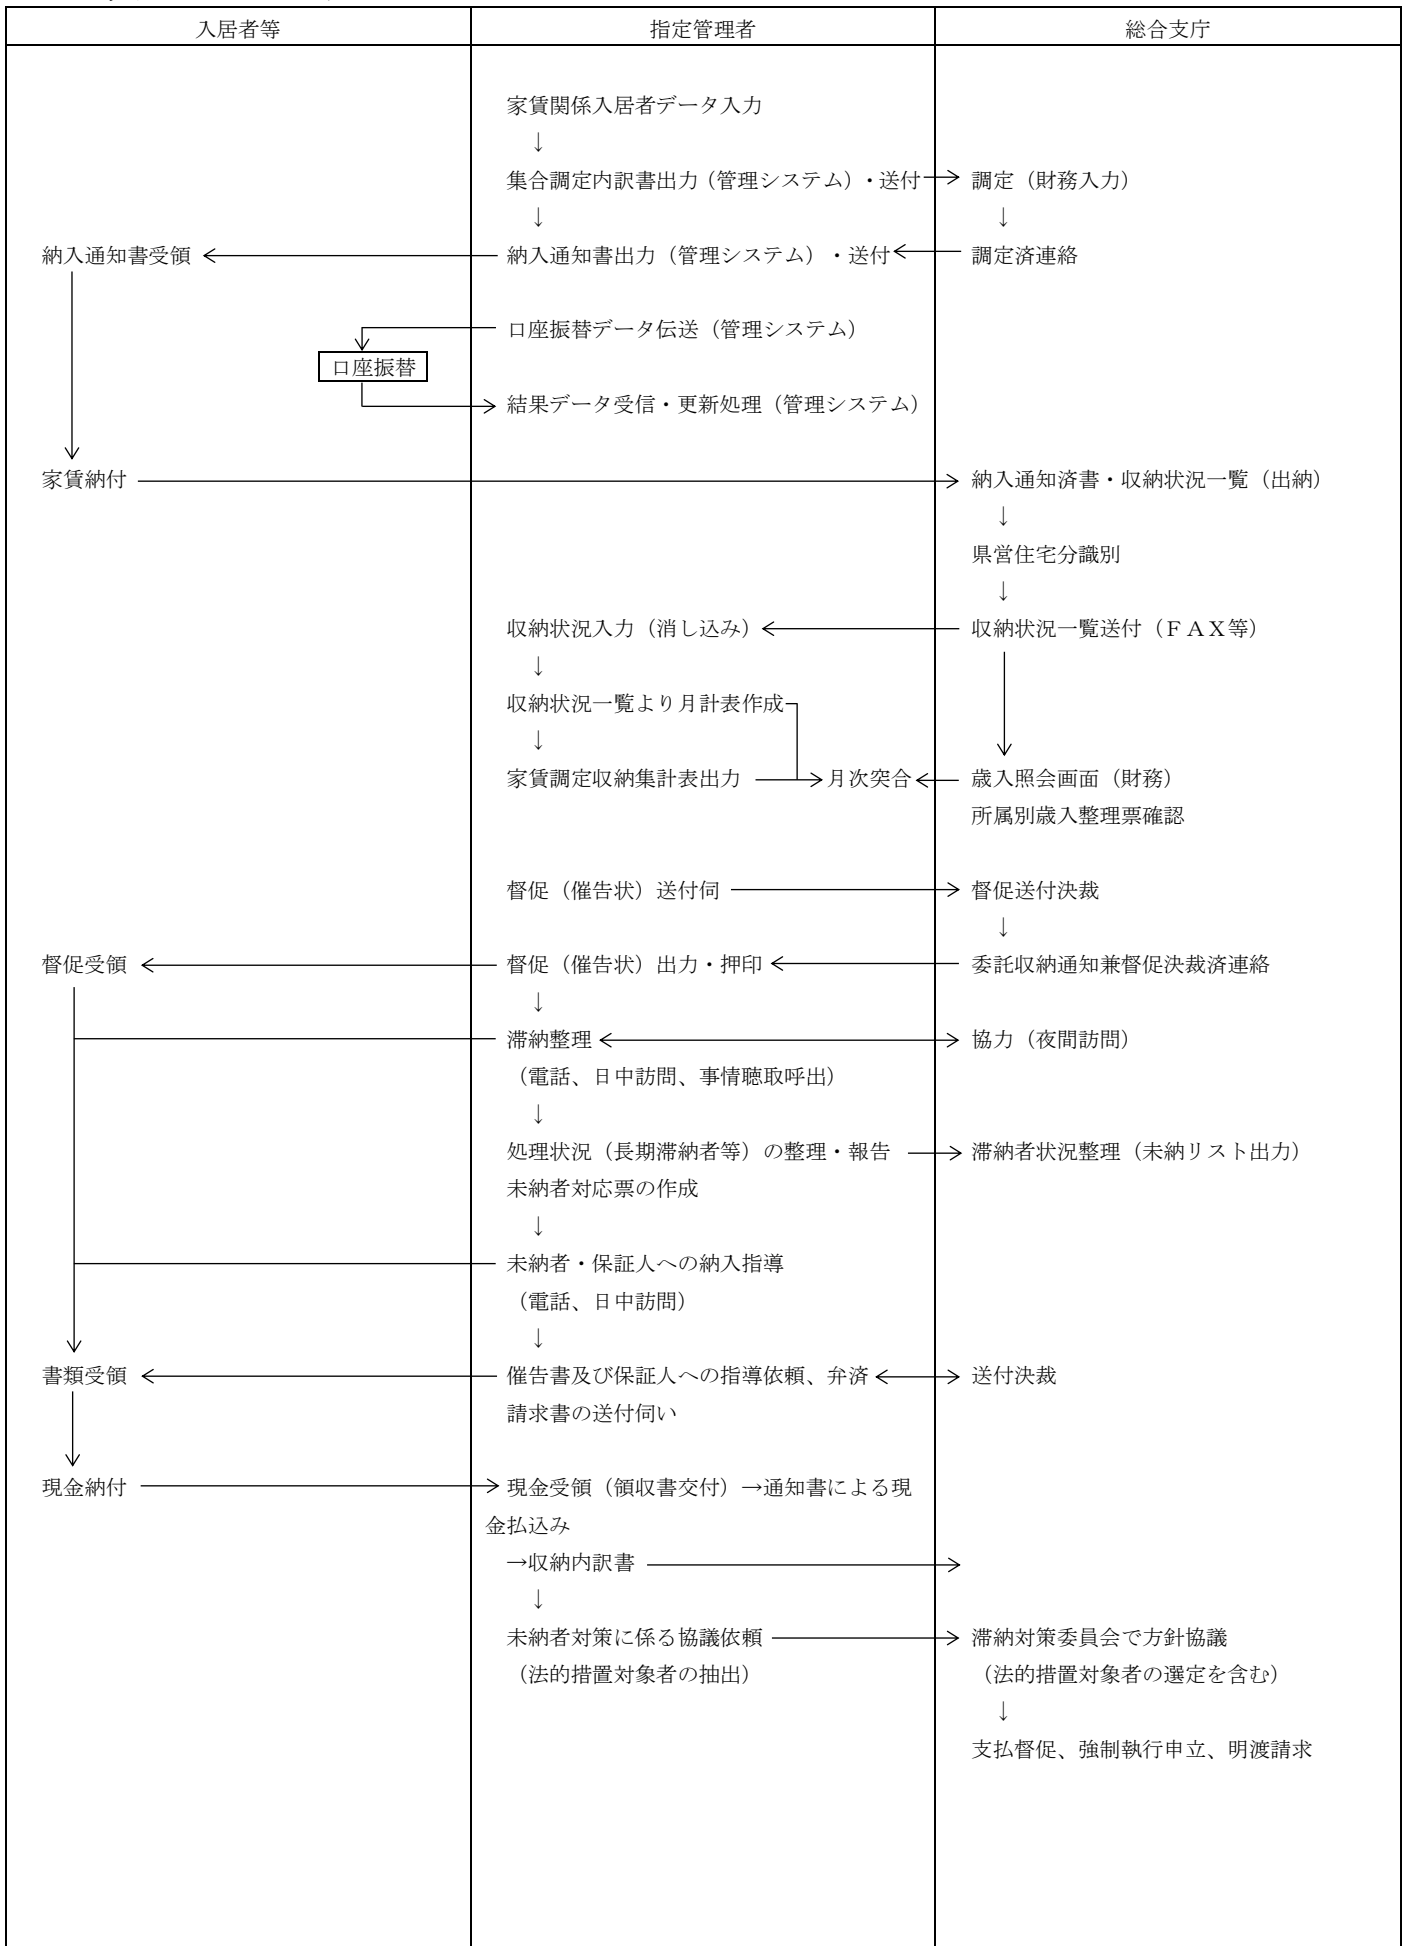 入居者等 指定管理者 総合支庁
家賃関係入居者データ入力
↓
集合調定内訳書出力（管理システム）・送付 → 調定（財務入力）
↓ ↓
納入通知書受領 ← 納入通知書出力（管理システム）・送付 ← 調定済連絡
口座振替データ伝送（管理システム）
口座振替
結果データ受信・更新処理（管理システム）
家賃納付 → 納入通知済書・収納状況一覧（出納）
↓
県営住宅分識別
↓
収納状況入力（消し込み） ← 収納状況一覧送付（ＦＡＸ等）
↓
収納状況一覧より月計表作成
↓
家賃調定収納集計表出力 → 月次突合 ← 歳入照会画面（財務）
所属別歳入整理票確認
督促（催告状）送付伺 → 督促送付決裁
↓
督促受領 ← 督促（催告状）出力・押印 ← 委託収納通知兼督促決裁済連絡
↓
滞納整理 ↔ 協力（夜間訪問）
（電話、日中訪問、事情聴取呼出）
↓
処理状況（長期滞納者等）の整理・報告 → 滞納者状況整理（未納リスト出力）
未納者対応票の作成
↓
未納者・保証人への納入指導
（電話、日中訪問）
↓
書類受領 ← 催告書及び保証人への指導依頼、弁済 ↔ 送付決裁
請求書の送付伺い
現金納付 → 現金受領（領収書交付）→通知書による現
金払込み
→収納内訳書 →
↓
未納者対策に係る協議依頼 → 滞納対策委員会で方針協議
（法的措置対象者の抽出） （法的措置対象者の選定を含む）
↓
支払督促、強制執行申立、明渡請求